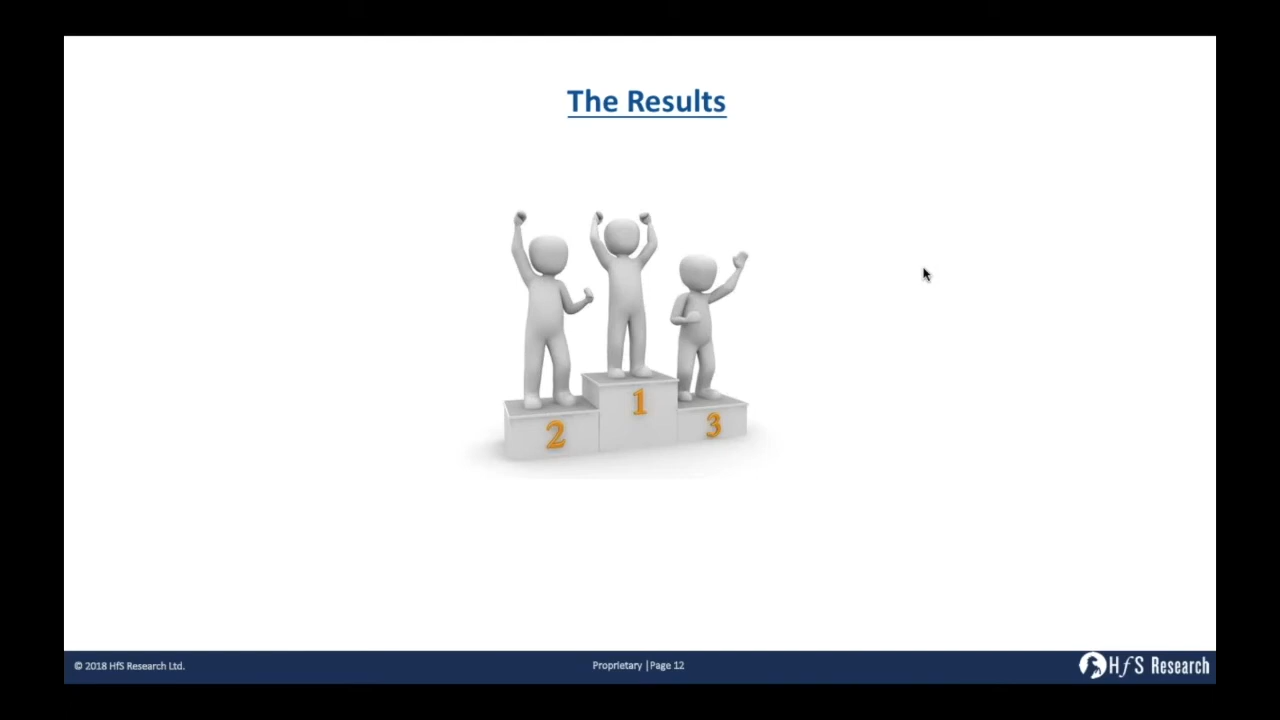 The Results
1
2
3
© 2018 HfS Research Ltd.
Proprietary | Page 12
HfS Research